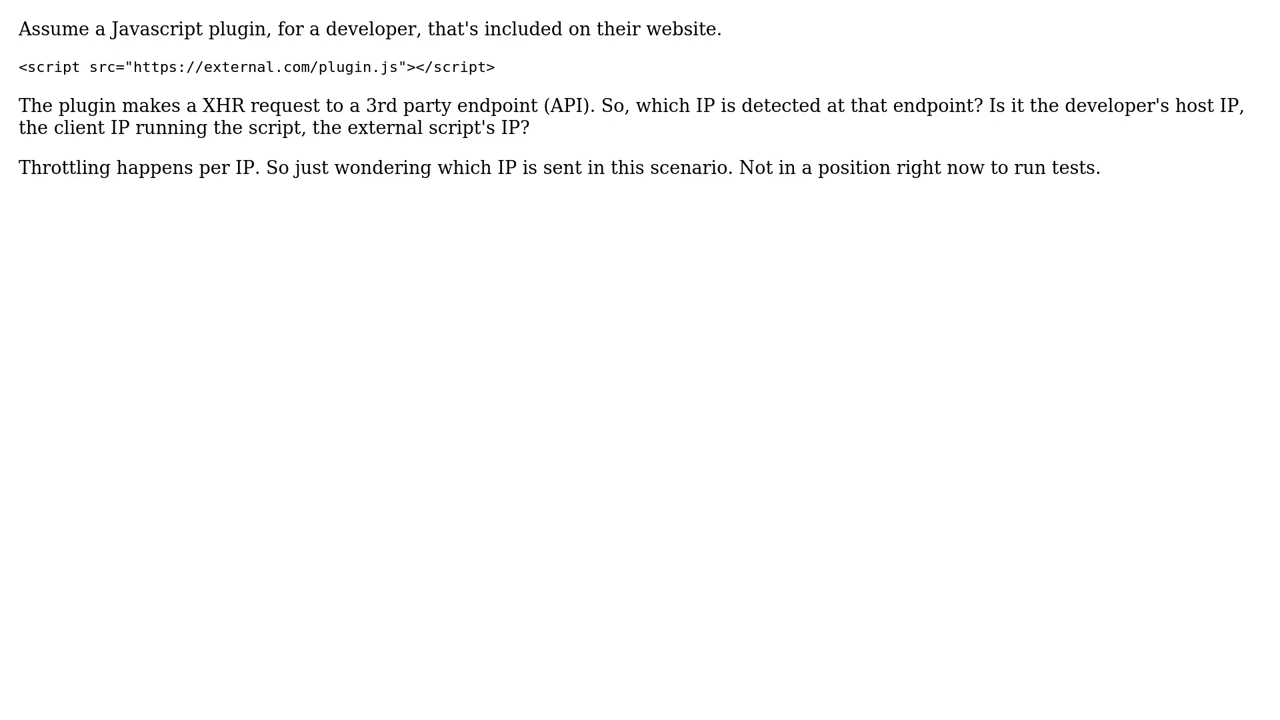 Assume a Javascript plugin, for a developer, that's included on their website.
<script src="https://external.com/plugin.js"></script>
The plugin makes a XHR request to a 3rd party endpoint (API). So, which IP is detected at that endpoint? Is it the developer's host IP,
the client IP running the script, the external script's IP?
Throttling happens per IP. So just wondering which IP is sent in this scenario. Not in a position right now to run tests.